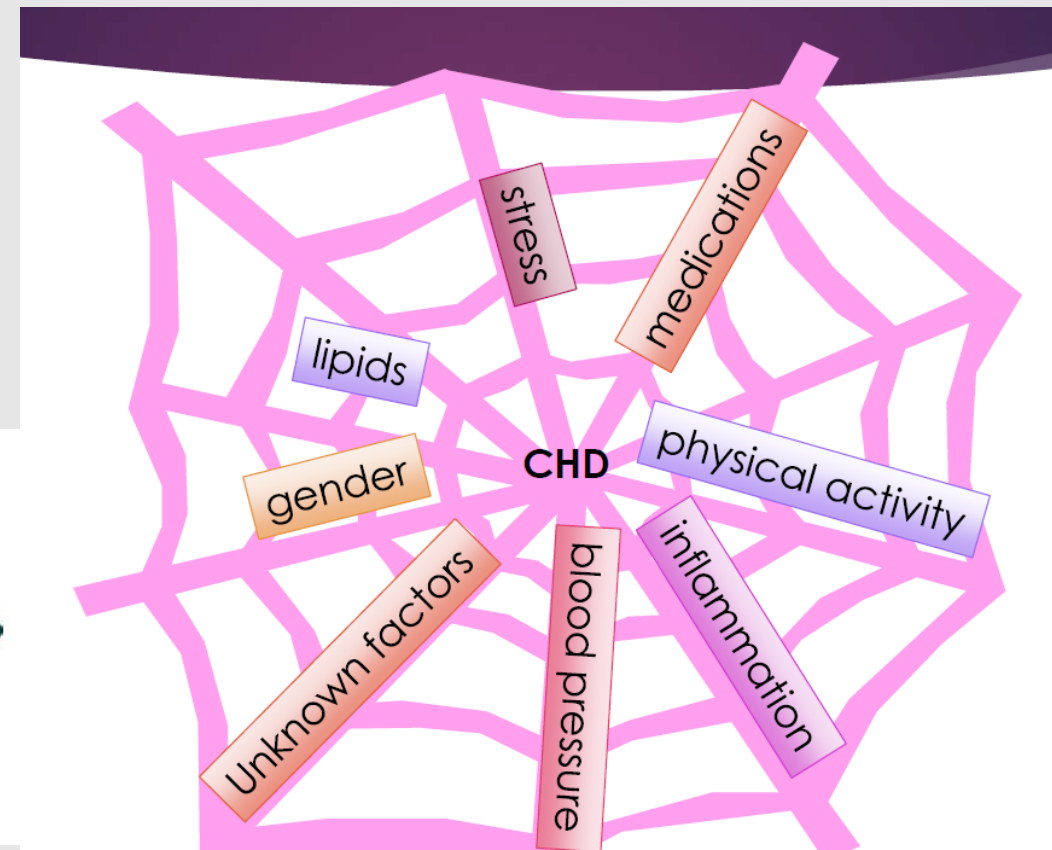 stress
medications
lipids
CHD
physical activity
gender
Unknown factors
blood pressure
inflammation